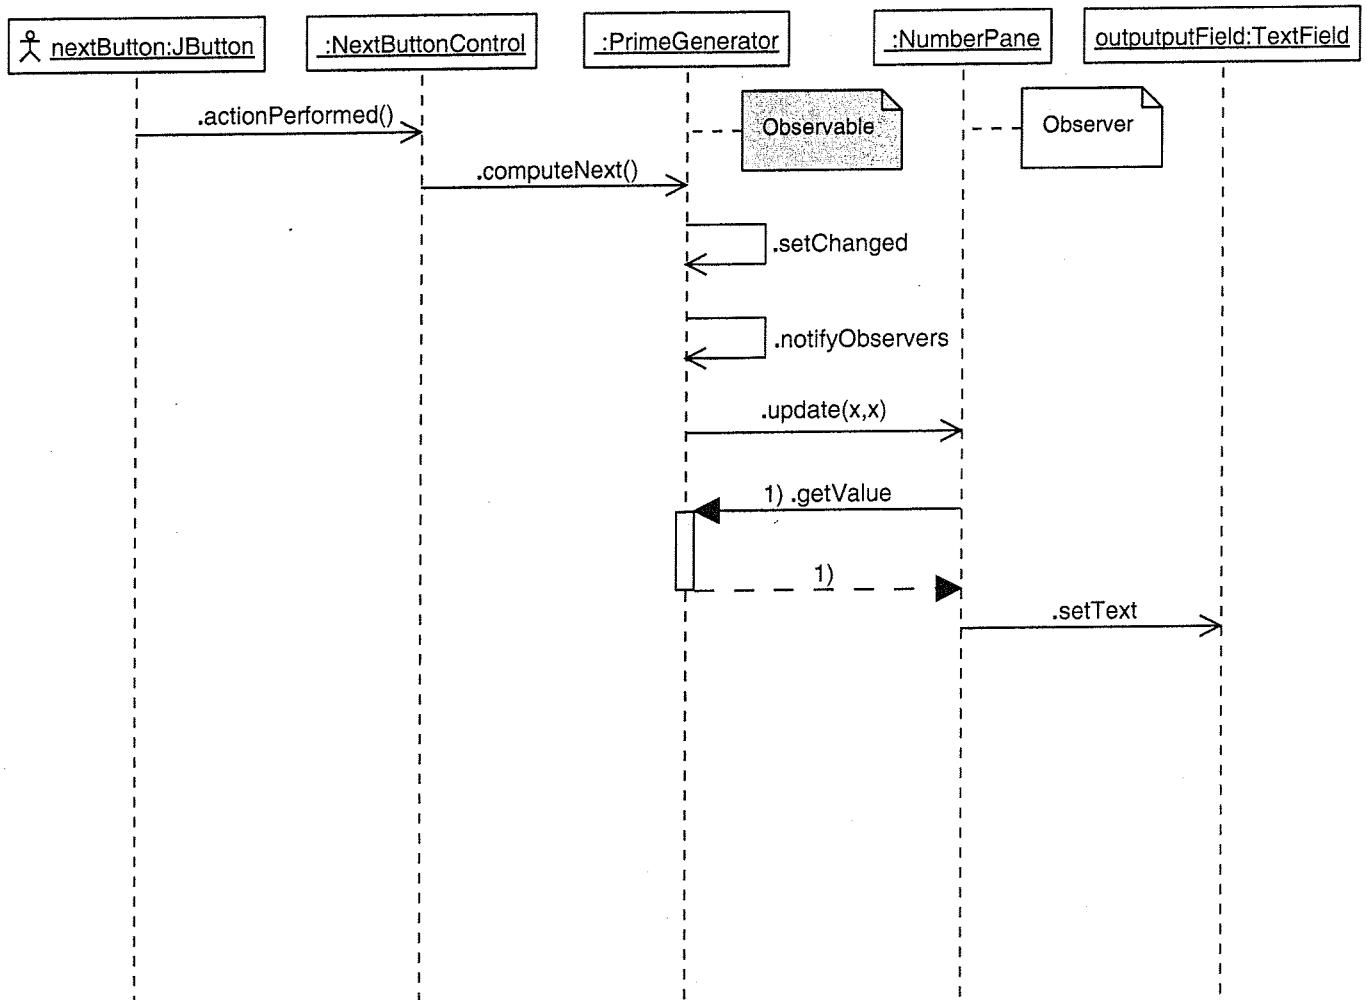 nextButton:JButton
:NextButtonControl
:PrimeGenerator
:NumberPane
outputputField:TextField
.actionPerformed()
Observable
Observer
.computeNext()
.setChanged
.notifyObservers
.update(x,x)
1) .getValue
1)
.setText